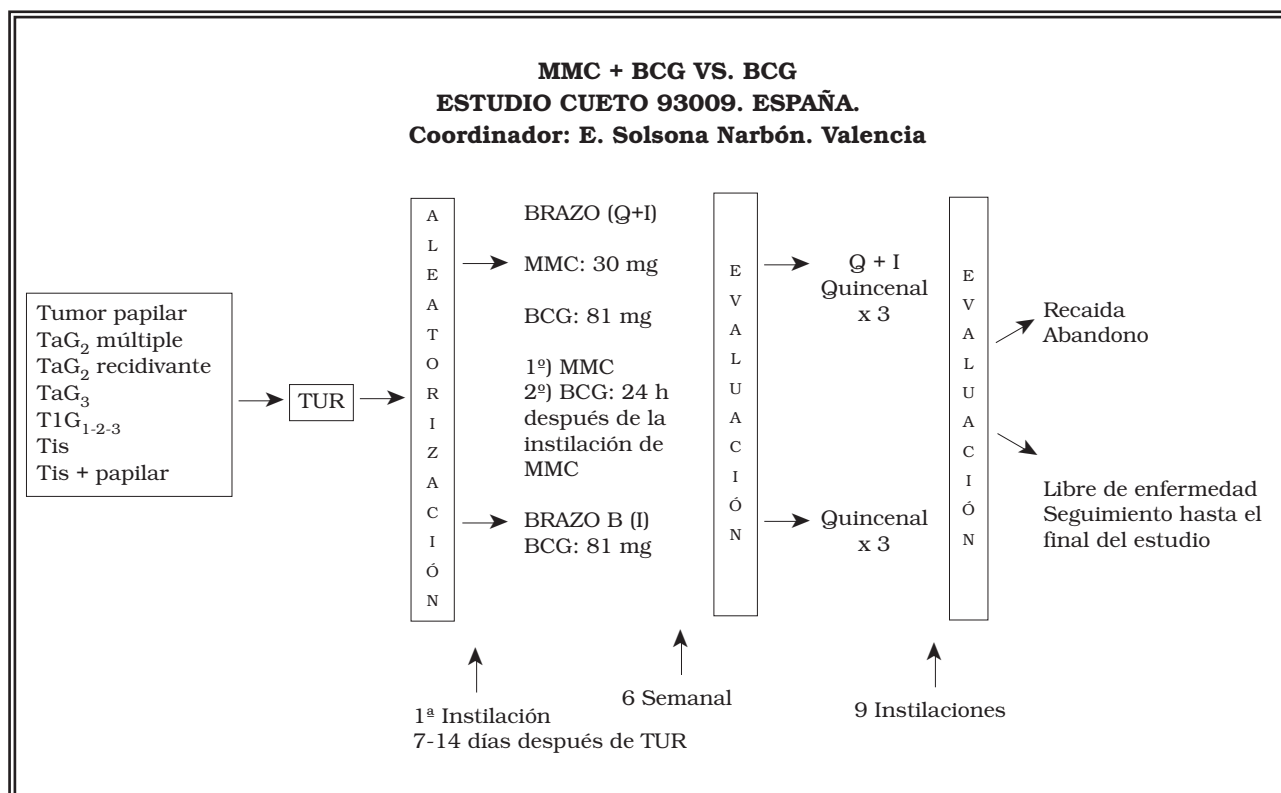 MMC + BCG VS. BCG
ESTUDIO CUETO 93009. ESPAÑA.
Coordinador: E. Solsona Narbón. Valencia
Tumor papilar
TaG2 múltiple
TaG2 recidivante
TaG3
T1G1-2-3
Tis
Tis + papilar
TUR
ALEATORIZACIÓN
BRAZO (Q+I)
MMC: 30 mg
BCG: 81 mg
1º) MMC
2º) BCG: 24 h
después de la
instilación de
MMC
BRAZO B (I)
BCG: 81 mg
EVALUACIÓN
Q + I
Quincenal
x 3
Quincenal
x 3
EVALUACIÓN
Recaida
Abandono
Libre de enfermedad
Seguimiento hasta el
final del estudio
1ª Instilación
7-14 días después de TUR
6 Semanal
9 Instilaciones